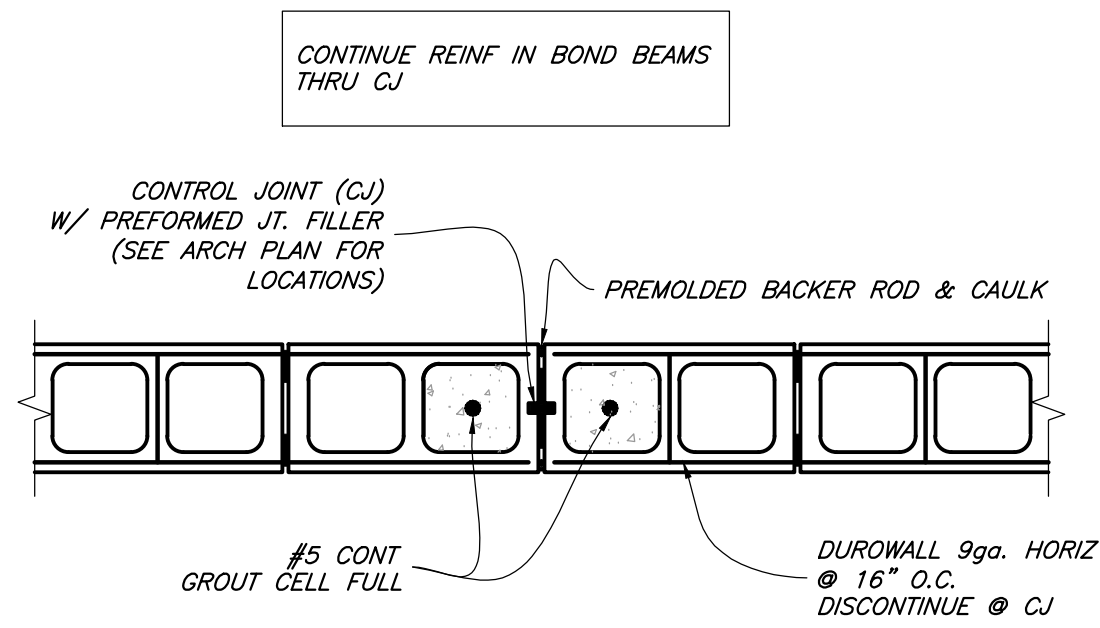 CONTINUE REINF IN BOND BEAMS
THRU CJ
CONTROL JOINT (CJ)
W/ PREFORMED JT. FILLER
(SEE ARCH PLAN FOR
LOCATIONS)
PREMOLDED BACKER ROD & CAULK
#5 CONT
GROUT CELL FULL
DUROWALL 9ga. HORIZ
@ 16" O.C.
DISCONTINUE @ CJ